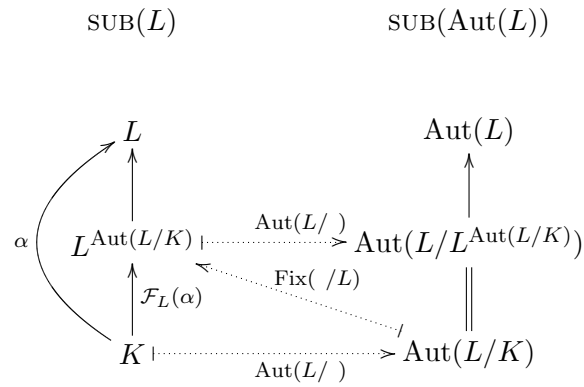 SUB(L) SUB(Aut(L))
L Aut(L)
Aut(L/ )
α L^{Aut(L/K)} Aut(L/L^{Aut(L/K)})
Fix( /L)
𝓕_L(α)
K Aut(L/K)
Aut(L/ )